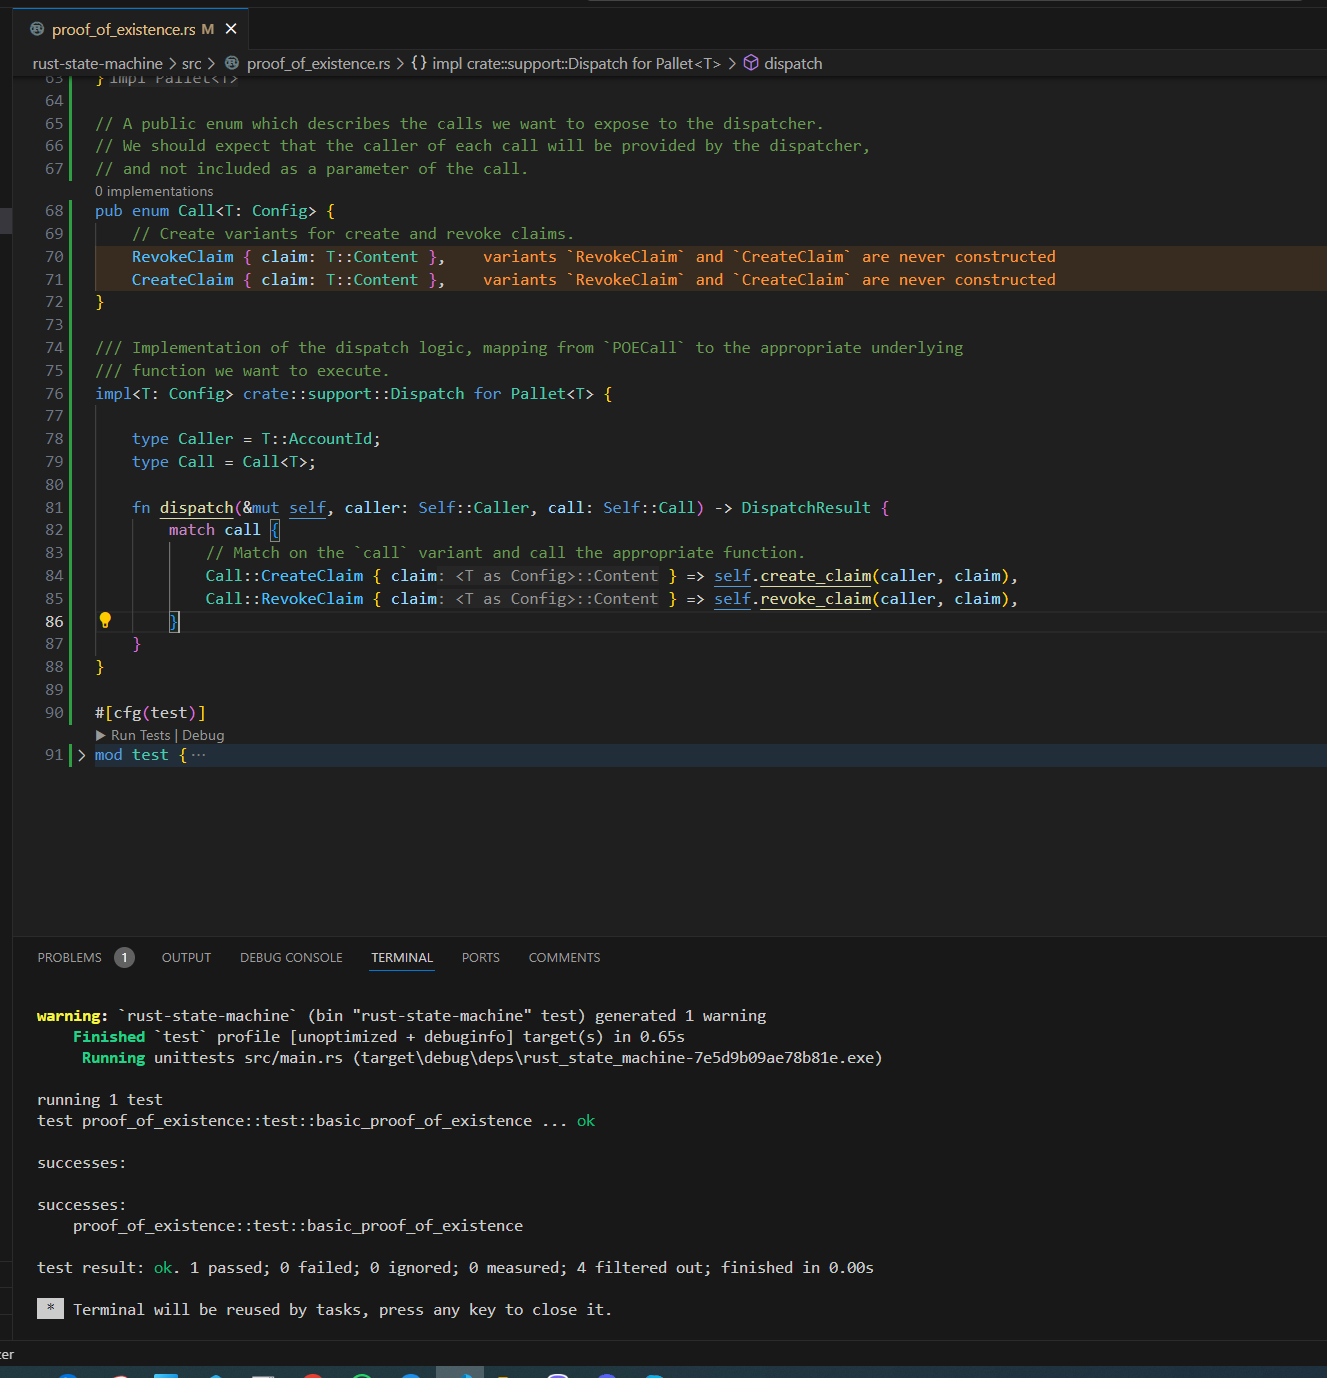 proof_of_existence.rs M ×
rust-state-machine > src > proof_of_existence.rs > {} impl crate::support::Dispatch for Pallet<T> > dispatch
63 } impl Pallet<T>
64
65 // A public enum which describes the calls we want to expose to the dispatcher.
66 // We should expect that the caller of each call will be provided by the dispatcher,
67 // and not included as a parameter of the call.
0 implementations
68 pub enum Call<T: Config> {
69 // Create variants for create and revoke claims.
70 RevokeClaim { claim: T::Content }, variants `RevokeClaim` and `CreateClaim` are never constructed
71 CreateClaim { claim: T::Content }, variants `RevokeClaim` and `CreateClaim` are never constructed
72 }
73
74 /// Implementation of the dispatch logic, mapping from `POECall` to the appropriate underlying
75 /// function we want to execute.
76 impl<T: Config> crate::support::Dispatch for Pallet<T> {
77
78 type Caller = T::AccountId;
79 type Call = Call<T>;
80
81 fn dispatch(&mut self, caller: Self::Caller, call: Self::Call) -> DispatchResult {
82 match call {
83 // Match on the `call` variant and call the appropriate function.
84 Call::CreateClaim { claim: <T as Config>::Content } => self.create_claim(caller, claim),
85 Call::RevokeClaim { claim: <T as Config>::Content } => self.revoke_claim(caller, claim),
86 }
87 }
88 }
89
90 #[cfg(test)]
▶ Run Tests | Debug
91 > mod test { ···
PROBLEMS 1 OUTPUT DEBUG CONSOLE TERMINAL PORTS COMMENTS
warning: `rust-state-machine` (bin "rust-state-machine" test) generated 1 warning
Finished `test` profile [unoptimized + debuginfo] target(s) in 0.65s
Running unittests src/main.rs (target\debug\deps\rust_state_machine-7e5d9b09ae78b81e.exe)
running 1 test
test proof_of_existence::test::basic_proof_of_existence ... ok
successes:
successes:
proof_of_existence::test::basic_proof_of_existence
test result: ok. 1 passed; 0 failed; 0 ignored; 0 measured; 4 filtered out; finished in 0.00s
* Terminal will be reused by tasks, press any key to close it.